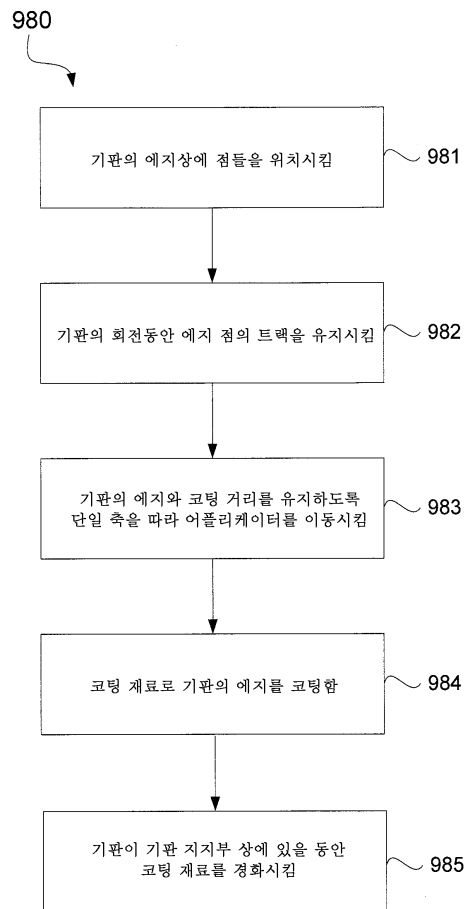 980
기판의 에지상에 점들을 위치시킴
981
기판의 회전동안 에지 점의 트랙을 유지시킴
982
기판의 에지와 코팅 거리를 유지하도록
단일 축을 따라 어플리케이터를 이동시킴
983
코팅 재료로 기판의 에지를 코팅함
984
기판이 기판 지지부 상에 있을 동안
코팅 재료를 경화시킴
985